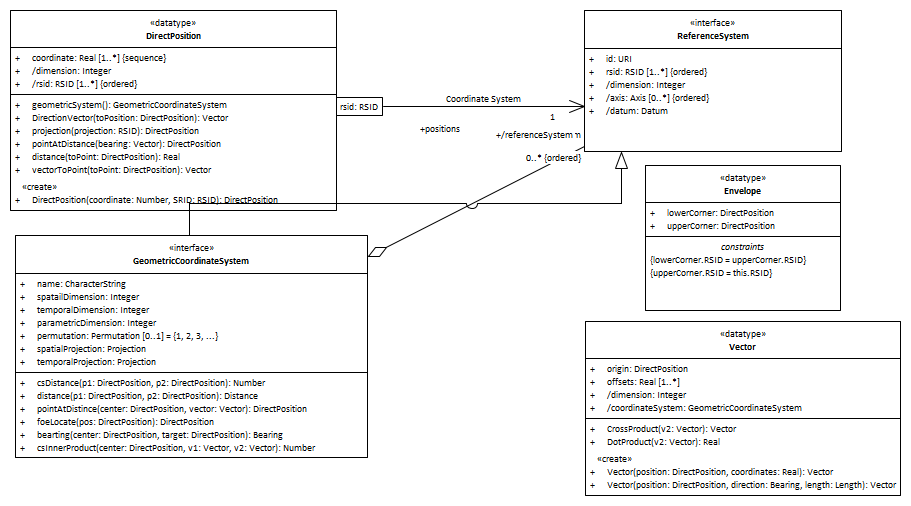 «datatype»
DirectPosition
+ coordinate: Real [1..*] {sequence}
+ /dimension: Integer
+ /rsid: RSID [1..*] {ordered}
+ geometricSystem(): GeometricCoordinateSystem
+ DirectionVector(toPosition: DirectPosition): Vector
+ projection(projection: RSID): DirectPosition
+ pointAtDistance(bearing: Vector): DirectPosition
+ distance(toPoint: DirectPosition): Real
+ vectorToPoint(toPoint: DirectPosition): Vector
«create»
+ DirectPosition(coordinate: Number, SRID: RSID): DirectPosition
rsid: RSID
Coordinate System
+positions
1
+/referenceSystem
0..* {ordered}
«interface»
ReferenceSystem
+ id: URI
+ rsid: RSID [1..*] {ordered}
+ /dimension: Integer
+ /axis: Axis [0..*] {ordered}
+ /datum: Datum
«datatype»
Envelope
+ lowerCorner: DirectPosition
+ upperCorner: DirectPosition
constraints
{lowerCorner.RSID = upperCorner.RSID}
{upperCorner.RSID = this.RSID}
«interface»
GeometricCoordinateSystem
+ name: CharacterString
+ spatailDimension: Integer
+ temporalDimension: Integer
+ parametricDimension: Integer
+ permutation: Permutation [0..1] = {1, 2, 3, ...}
+ spatialProjection: Projection
+ temporalProjection: Projection
+ csDistance(p1: DirectPosition, p2: DirectPosition): Number
+ distance(p1: DirectPosition, p2: DirectPosition): Distance
+ pointAtDistince(center: DirectPosition, vector: Vector): DirectPosition
+ foeLocate(pos: DirectPosition): DirectPosition
+ bearting(center: DirectPosition, target: DirectPosition): Bearing
+ csInnerProduct(center: DirectPosition, v1: Vector, v2: Vector): Number
«datatype»
Vector
+ origin: DirectPosition
+ offsets: Real [1..*]
+ /dimension: Integer
+ /coordinateSystem: GeometricCoordinateSystem
+ CrossProduct(v2: Vector): Vector
+ DotProduct(v2: Vector): Real
«create»
+ Vector(position: DirectPosition, coordinates: Real): Vector
+ Vector(position: DirectPosition, direction: Bearing, length: Length): Vector